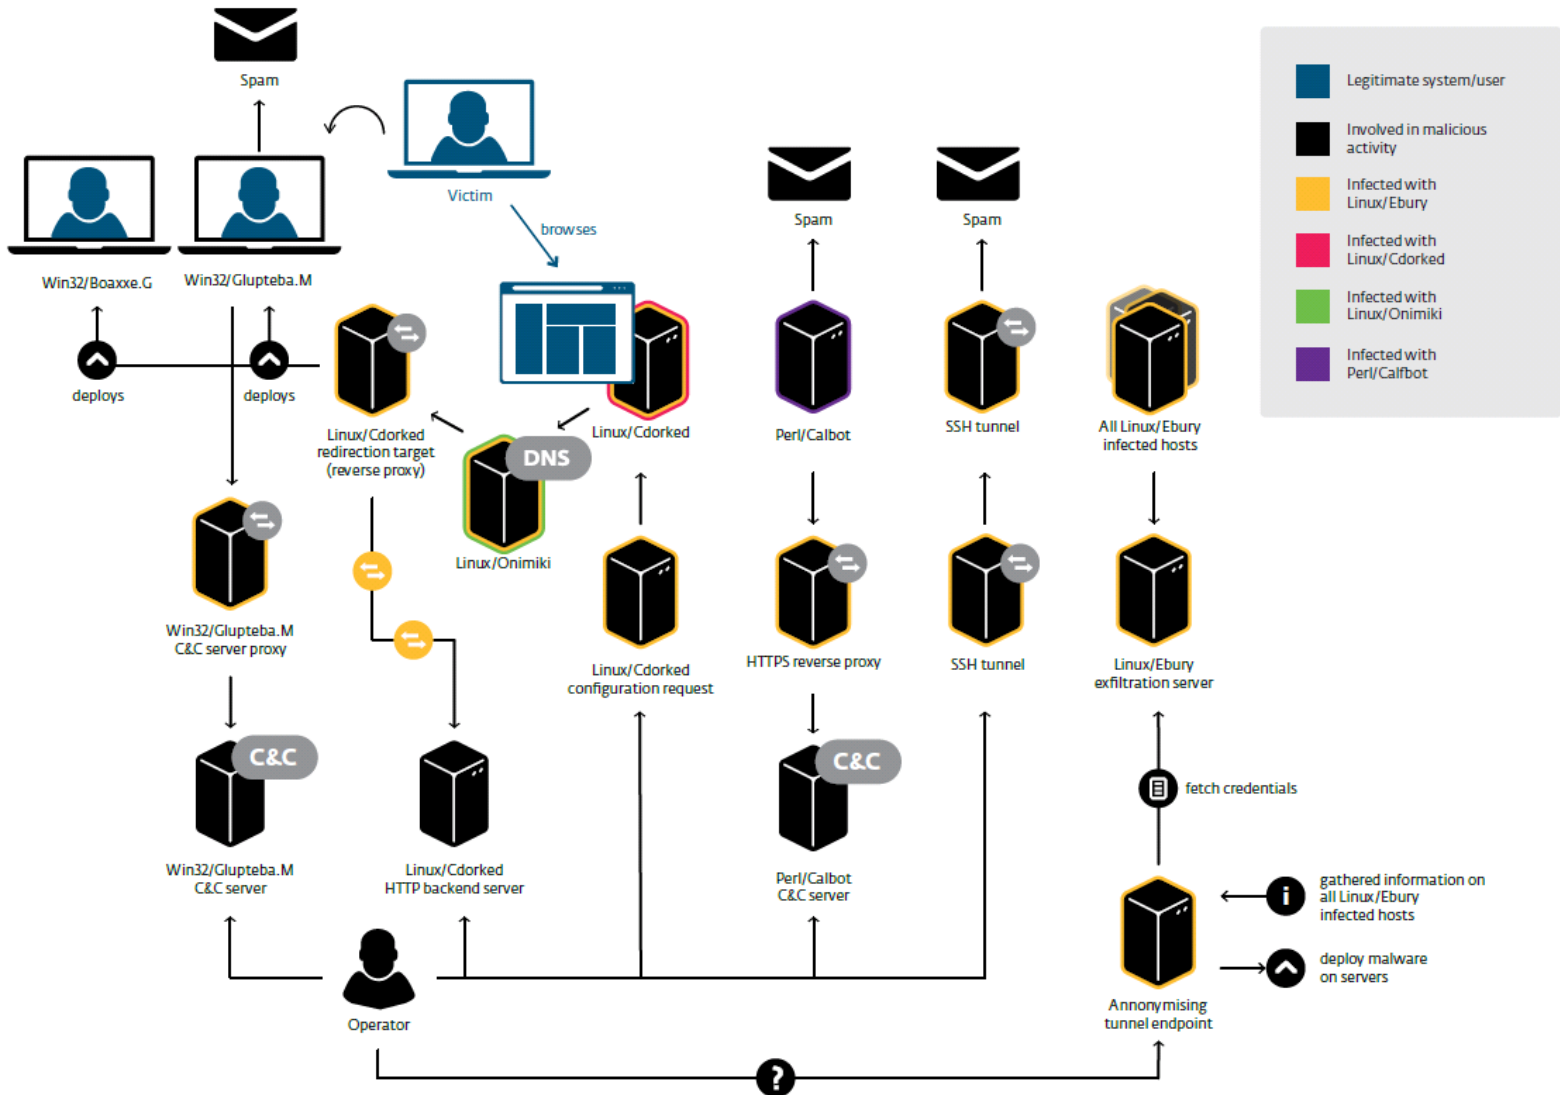 Spam
Victim
browses
Win32/Boaxxe.G
Win32/Glupteba.M
deploys
deploys
Linux/Cdorked
redirection target
(reverse proxy)
DNS
Linux/Onimiki
Linux/Cdorked
Spam
Perl/Calbot
Spam
SSH tunnel
All Linux/Ebury
infected hosts
Legitimate system/user
Involved in malicious
activity
Infected with
Linux/Ebury
Infected with
Linux/Cdorked
Infected with
Linux/Onimiki
Infected with
Perl/Calfbot
Win32/Glupteba.M
C&C server proxy
Linux/Cdorked
configuration request
HTTPS reverse proxy
SSH tunnel
Linux/Ebury
exfiltration server
C&C
Win32/Glupteba.M
C&C server
Linux/Cdorked
HTTP backend server
C&C
Perl/Calbot
C&C server
fetch credentials
i
gathered information on
all Linux/Ebury
infected hosts
deploy malware
on servers
Annonymising
tunnel endpoint
Operator
?